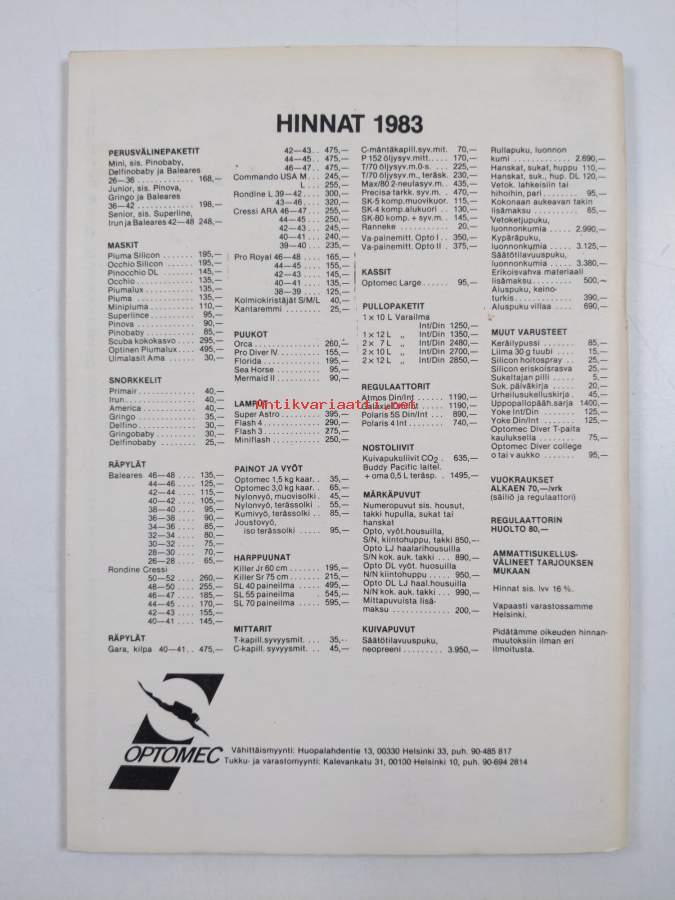 HINNAT 1983
PERUSVÄLINEPAKETIT
Mini, sis. Pinobaby,
Delfinobaby ja Baleares
26—36 ............. 168,—
Junior, sis. Pinova,
Gringo ja Baleares
36—42 ............. 198,—
Senior, sis. Superline,
Irun ja Baleares 42—48 248,—
MASKIT
Piuma Silicon ....... 195,—
Occhio Silicon ...... 195,—
Pinocchio DL ....... 145,—
Occhio ............. 135,—
Piumalux ........... 135,—
Piuma .............. 135,—
Minipiuma .......... 110,—
Superlince .......... 95,—
Pinova ............. 90,—
Pinobaby ........... 85,—
Scuba kokokasvo .... 295,—
Optinen Piumalux.... 495,—
Uimalasit Ama ...... 30,—
SNORKKELIT
Primair ............. 40,—
Irun ................ 40,—
America ............ 40,—
Gringo ............. 35,—
Delfino ............. 30,—
Gringobaby ......... 30,—
Delfinobaby ......... 25,—
RÄPYLÄT
Baleares 46—48 ..... 135,—
44—46 ..... 125,—
42—44 ..... 115,—
40—42 ..... 105,—
38—40 ..... 95,—
36—38 ..... 90,—
34—36 ..... 85,—
32—34 ..... 80,—
30—32 ..... 75,—
28—30 ..... 70,—
26—28 ..... 65,—
Rondine Cressi
50—52 ..... 260,—
48—50 ..... 255,—
46—47 ..... 185,—
44—45 ..... 170,—
42—43 ..... 155,—
40—41 ..... 145,—
RÄPYLÄT
Gara, kilpa 40—41.. 475,—
42—43.. 475,—
44—45.. 475,—
46—47.. 475,—
Commando USA M... 245,—
L ... 255,—
Rondine L 39—42 .... 300,—
43—46 .... 320,—
Cressi ARA 46—47 ... 255,—
44—45 ... 250,—
42—43 ... 245,—
40—41 ... 240,—
39—40 ... 235,—
Pro Royal 46—48 .... 165,—
44—45 .... 155,—
42—43 .... 145,—
40—41 .... 135,—
38—39 .... 125,—
Kolmiokiristäjät S/M/L 40,—
Kantaremmi ........ 25,—
PUUKOT
Orca ............... 260,—
Pro Diver IV ........ 155,—
Florida ............. 195,—
Sea Horse .......... 95,—
Mermaid II ......... 90,—
LAMPUT
Super Astro ......... 395,—
Flash 4 ............. 290,—
Flash 3 ............. 275,—
Miniflash ........... 250,—
PAINOT JA VYÖT
Optomec 1,5 kg kaar.. 35,—
Optomec 3,0 kg kaar.. 65,—
Nylonvyö, muovisolki . 45,—
Nylonvyö, terässolki . 55,—
Kumivyö, terässolki .. 85,—
Joustovyö,
iso terässolki ..... 95,—
HARPPUUNAT
Killer Jr 60 cm ...... 195,—
Killer Sr 75 cm ...... 215,—
SL 40 paineilma ..... 495,—
SL 55 paineilma ..... 545,—
SL 70 paineilma ..... 595,—
MITTARIT
T-kapill.syvyysmit. ... 35,—
C-kapill. syvyysmit. .. 45,—
C-mäntäkapill.syv.mit. 70,—
P 152 öljysyv.mitt..... 170,—
T/70 öljysyv.m.0-s. ... 225,—
T/70 öljysyv.m., teräsk. 230,—
Max/80 2-neulasyv.m. . 435,—
Precisa tarkk. syv.m. . 470,—
SK-5 komp.muovikuor. 115,—
SK-4 komp.alukuori .. 130,—
SK-80 komp. + syv.m. . 145,—
Ranneke ............ 20,—
Va-painemitt. Opto I . 350,—
Va-painemitt. Opto II . 375,—
KASSIT
Optomec Large...... 95,—
PULLOPAKETIT
1 × 10 L Varailma
Int/Din 1250,—
1 × 12 L „ Int/Din 1350,—
2 × 7 L „ Int/Din 2480,—
2 × 10 L „ Int/Din 2700,—
2 × 12 L „ Int/Din 2850,—
REGULAATTORIT
Atmos Din/Int ...... 1190,—
1190,—
Polaris 55 Din/Int ... 890,—
Polaris 4 Int ........ 740,—
NOSTOLIIVIT
Kuivapukuliivit CO2 . 635,—
Buddy Pacific laitel.
+ oma 0,5 L teräsp. . 1495,—
MÄRKÄPUVUT
Numeropuvut sis. housut,
takki hupulla, sukat tai
hanskat
Opto, vyöt.housuilla,
S/N, kiintohuppu, takki 850,—
Opto LJ haalarihousuilla
S/N kok. auk. takki .. 890,—
Opto DL vyöt. housuilla
N/N kiintohuppu .... 950,—
Opto DL LJ haal.housuilla
N/N kok. auk. takki .. 990,—
Mittapuvuista lisä-
maksu ............. 200,—
KUIVAPUVUT
Säätötilavuuspuku,
neopreeni ......... 3.950,—
Rullapuku, luonnon
kumi ............. 2.690,—
Hanskat, sukat, huppu 110,—
Hanskat, suk., hup. DL 120,—
Vetok. lahkeisiin tai
hihoihin, pari ....... 95,—
Kokonaan aukeavan takin
lisämaksu .......... 65,—
Vetoketjupuku,
luonnonkumia ..... 2.990,—
Kypäräpuku,
luonnonkumia ..... 3.125,—
Säätötilavuuspuku,
luonnonkumia ..... 3.380,—
Erikoisvahva materiaali
lisämaksu.......... 500,—
Aluspuku, keino-
turkis.............. 390,—
Aluspuku villaa ..... 690,—
MUUT VARUSTEET
Keräilypussi ........ 85,—
Liima 30 g tuubi .... 15,—
Silicon hoitospray ... 25,—
Silicon eriskoisrasva 25,—
Sukeltajan pilli ...... 5,—
Suk. päiväkirja ...... 20,—
Urheilusukelluskirja . 45,—
Uppopallopääh.sarja 1400,—
Yoke Int/Din ........ 125,—
Yoke Din/Int ........ 125,—
Optomec Diver T-paita
kauluksella ......... 75,—
Optomec Diver college
o tai v aukko ....... 95,—
VUOKRAUKSET
ALKAEN 70,—/vrk
(säiliö ja regulaattori)
REGULAATTORIN
HUOLTO 80,—
AMMATTISUKELLUS-
VÄLINEET TARJOUKSEN
MUKAAN
Hinnat sis. lvv 16 %.
Vapaasti varastossamme
Helsinki.
Pidätämme oikeuden hinnan-
muutoksiin ilman eri
ilmoitusta.
OPTOMEC
Vähittäismyynti: Huopalahdentie 13, 00330 Helsinki 33, puh. 90-485 817
Tukku- ja varastomyynti: Kalevankatu 31, 00100 Helsinki 10, puh. 90-694 2814
Antikvariaatti.net